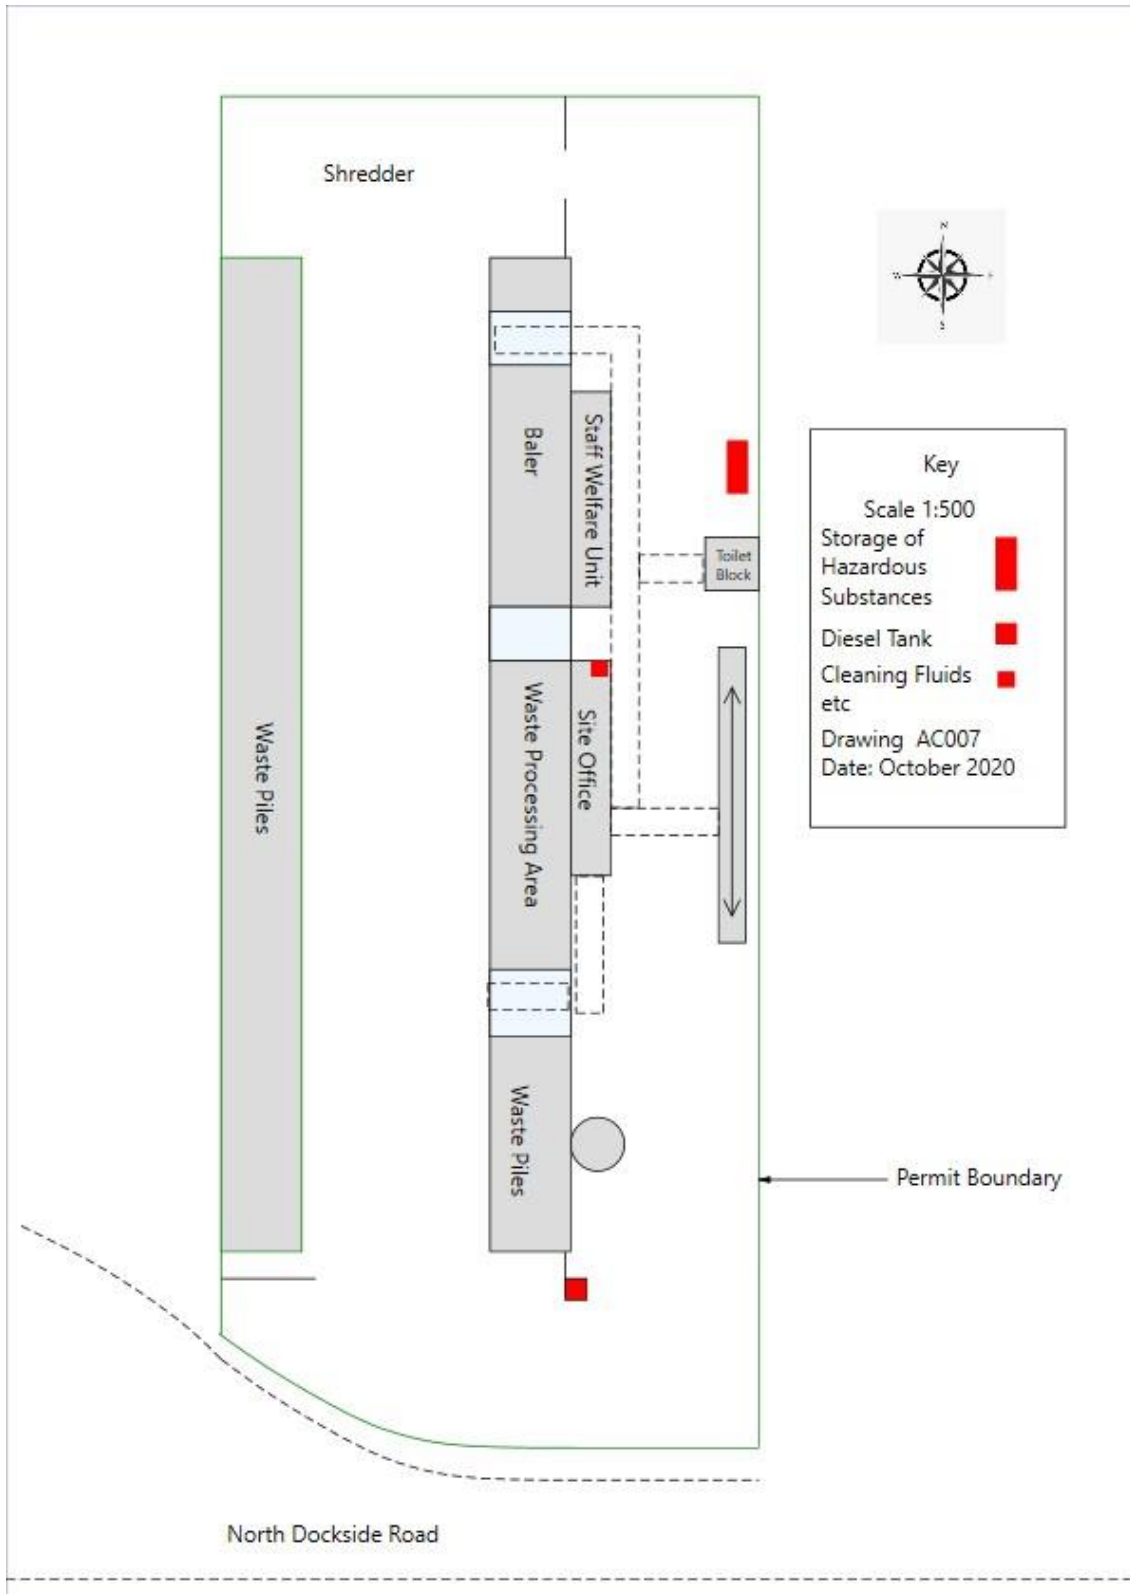 Shredder
N
W
S
Baler
Staff Welfare Unit
Toilet
Block
Waste Piles
Waste Processing Area
Site Office
Waste Piles
Key
Scale 1:500
Storage of
Hazardous
Substances
Diesel Tank
Cleaning Fluids
etc
Drawing AC007
Date: October 2020
Permit Boundary
North Dockside Road